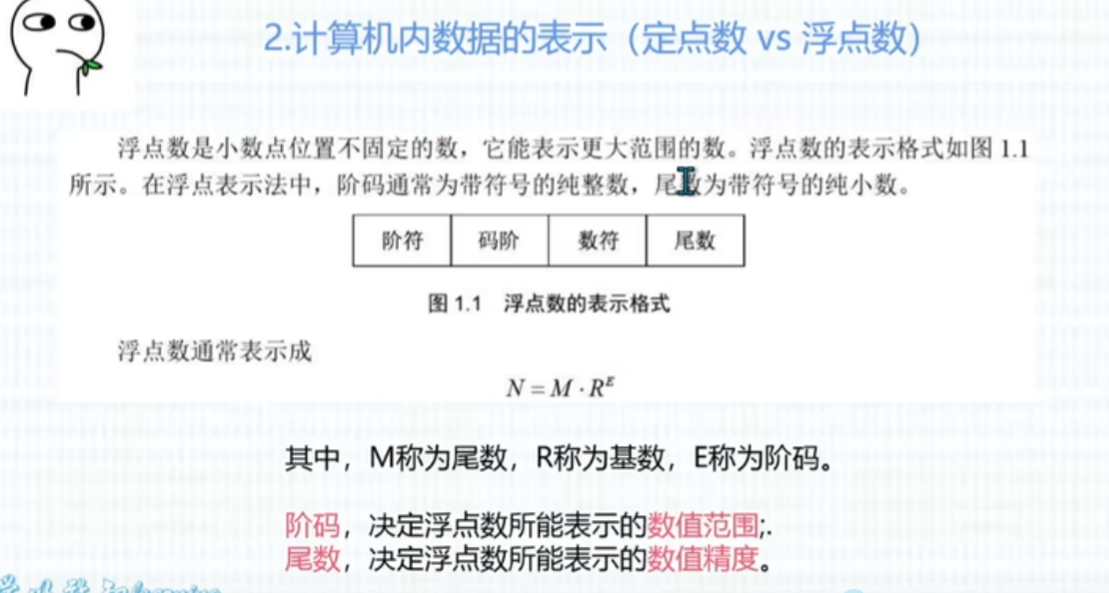 2.计算机内数据的表示（定点数 vs 浮点数）
浮点数是小数点位置不固定的数，它能表示更大范围的数。浮点数的表示格式如图 1.1
所示。在浮点表示法中，阶码通常为带符号的纯整数，尾数为带符号的纯小数。
阶符 码阶 数符 尾数
图 1.1 浮点数的表示格式
浮点数通常表示成
N = M · R^E
其中，M称为尾数，R称为基数，E称为阶码。
阶码，决定浮点数所能表示的数值范围;.
尾数，决定浮点数所能表示的数值精度。